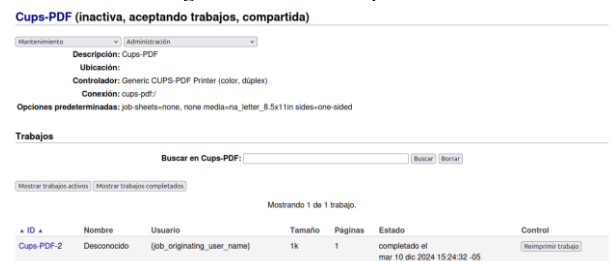 Cups-PDF (inactiva, aceptando trabajos, compartida)
Mantenimiento Administración
Descripción: Cups-PDF
Ubicación:
Controlador: Generic CUPS-PDF Printer (color, dúplex)
Conexión: cups-pdf:/
Opciones predeterminadas: job-sheets=none, none media=na_letter_8.5x11in sides=one-sided
Trabajos
Buscar en Cups-PDF: Buscar Borrar
Mostrar trabajos activos Mostrar trabajos completados
Mostrando 1 de 1 trabajo.
▲ ID ▲ Nombre Usuario Tamaño Páginas Estado Control
Cups-PDF-2 Desconocido {job_originating_user_name} 1k 1 completado el Reimprimir trabajo
mar 10 dic 2024 15:24:32 -05